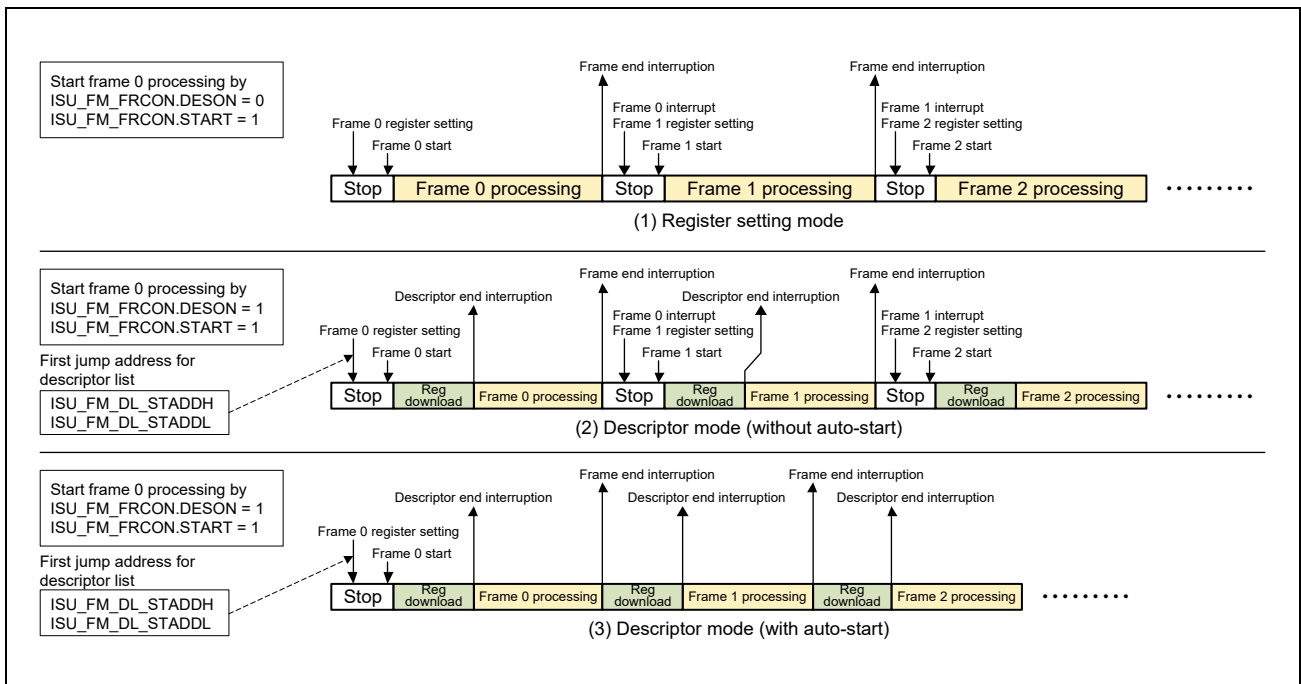 Start frame 0 processing by
ISU_FM_FRCON.DESON = 0
ISU_FM_FRCON.START = 1
Frame end interruption
Frame end interruption
Frame 0 register setting
Frame 0 start
Frame 0 interrupt
Frame 1 register setting
Frame 1 start
Frame 1 interrupt
Frame 2 register setting
Frame 2 start
Stop
Frame 0 processing
Stop
Frame 1 processing
Stop
Frame 2 processing
(1) Register setting mode
Start frame 0 processing by
ISU_FM_FRCON.DESON = 1
ISU_FM_FRCON.START = 1
First jump address for
descriptor list
ISU_FM_DL_STADDH
ISU_FM_DL_STADDL
Frame end interruption
Frame end interruption
Descriptor end interruption
Descriptor end interruption
Frame 0 register setting
Frame 0 start
Frame 0 interrupt
Frame 1 register setting
Frame 1 start
Frame 1 interrupt
Frame 2 register setting
Frame 2 start
Stop
Reg
download
Frame 0 processing
Stop
Reg
download
Frame 1 processing
Stop
Reg
download
Frame 2 processing
(2) Descriptor mode (without auto-start)
Start frame 0 processing by
ISU_FM_FRCON.DESON = 1
ISU_FM_FRCON.START = 1
First jump address for
descriptor list
ISU_FM_DL_STADDH
ISU_FM_DL_STADDL
Frame end interruption
Frame end interruption
Descriptor end interruption
Descriptor end interruption
Descriptor end interruption
Frame 0 register setting
Frame 0 start
Stop
Reg
download
Frame 0 processing
Reg
download
Frame 1 processing
Reg
download
Frame 2 processing
(3) Descriptor mode (with auto-start)